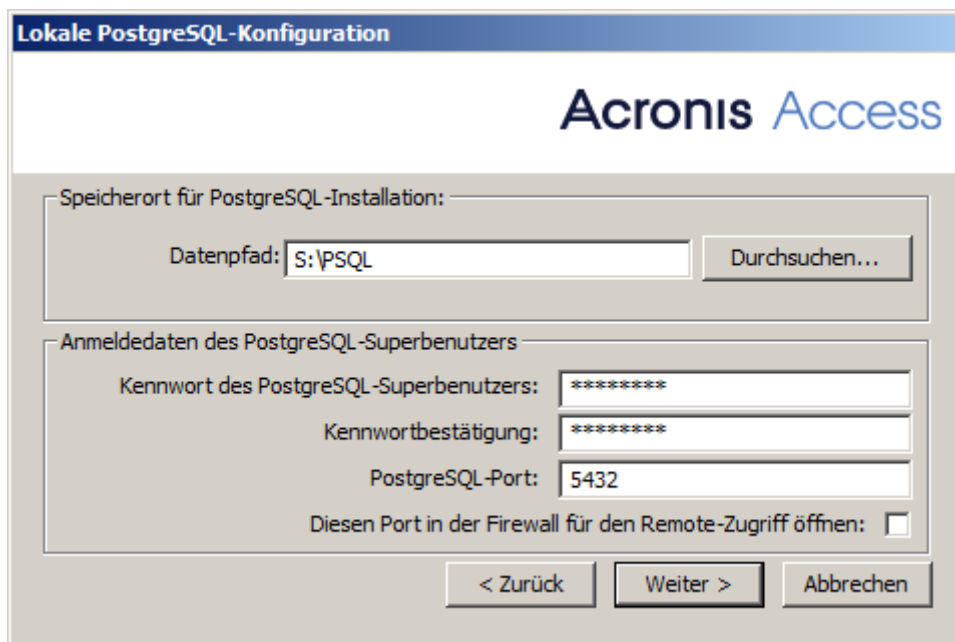 Lokale PostgreSQL-Konfiguration
Acronis Access
Speicherort für PostgreSQL-Installation:
Datenpfad: S:\PSQL Durchsuchen...
Anmeldedaten des PostgreSQL-Superbenutzers
Kennwort des PostgreSQL-Superbenutzers: ********
Kennwortbestätigung: ********
PostgreSQL-Port: 5432
Diesen Port in der Firewall für den Remote-Zugriff öffnen:
< Zurück Weiter > Abbrechen